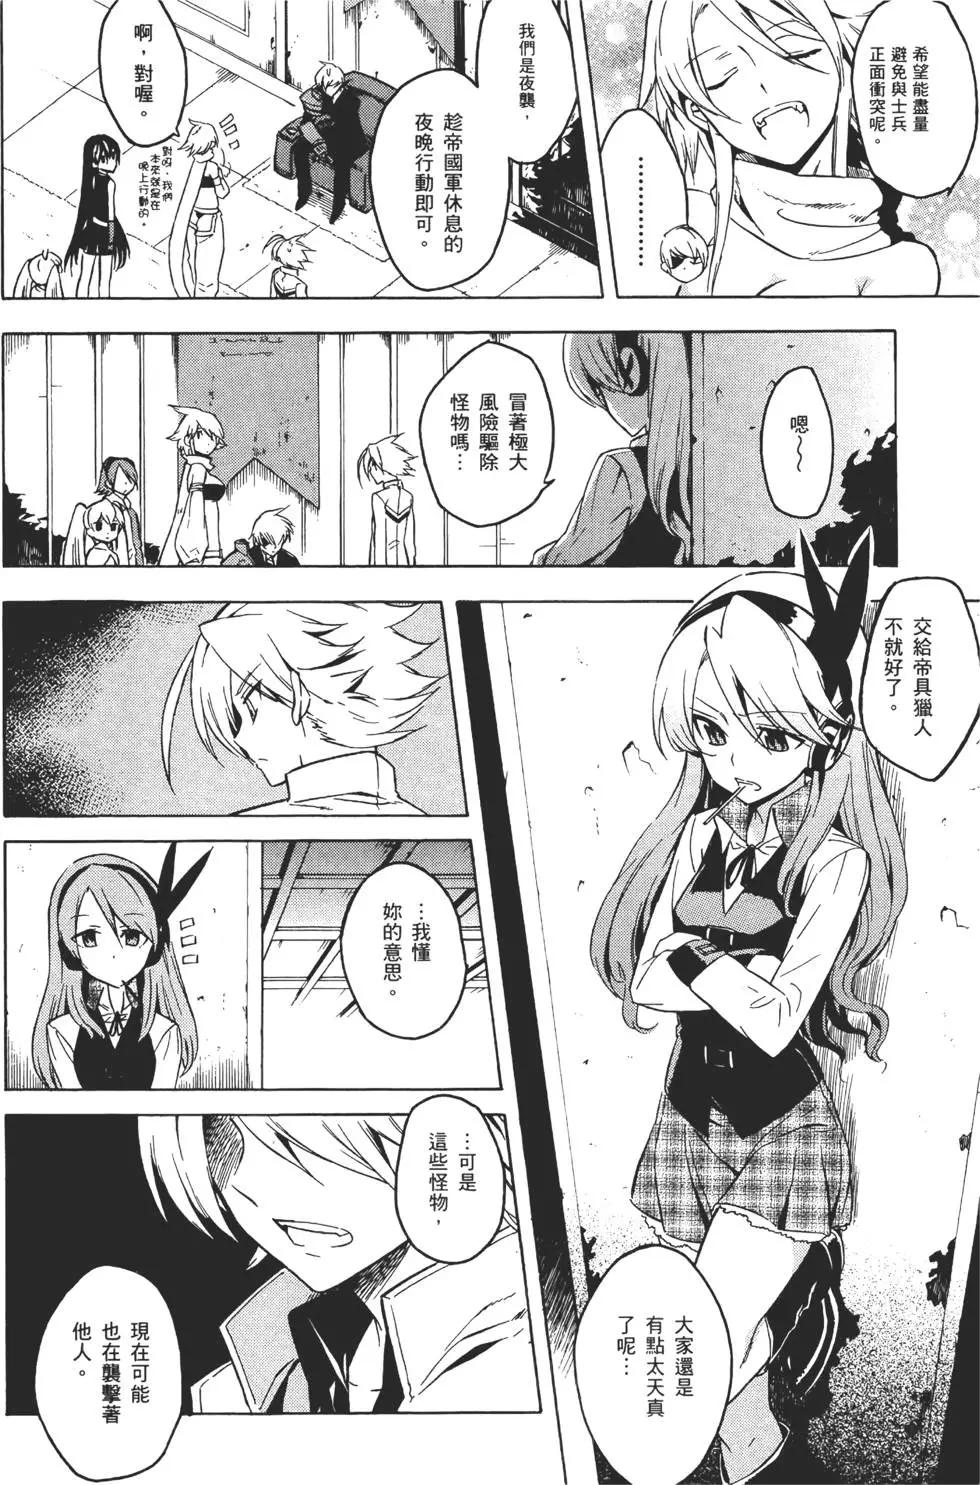 希望能盡量
避免與士兵
正面衝突呢。
⋯⋯⋯⋯
我們是夜襲，
趁帝國軍休息的
夜晚行動即可。
啊，對喔。
對呀，我們
本來就是在
晚上行動的。
嗯～
冒著極大
風險驅除
怪物嗎…
交給帝具獵人
不就好了。
大家還是
有點太天真
了呢…
…我懂
妳的意思。
…可是
這些怪物，
現在可能
也在襲擊著
他人。